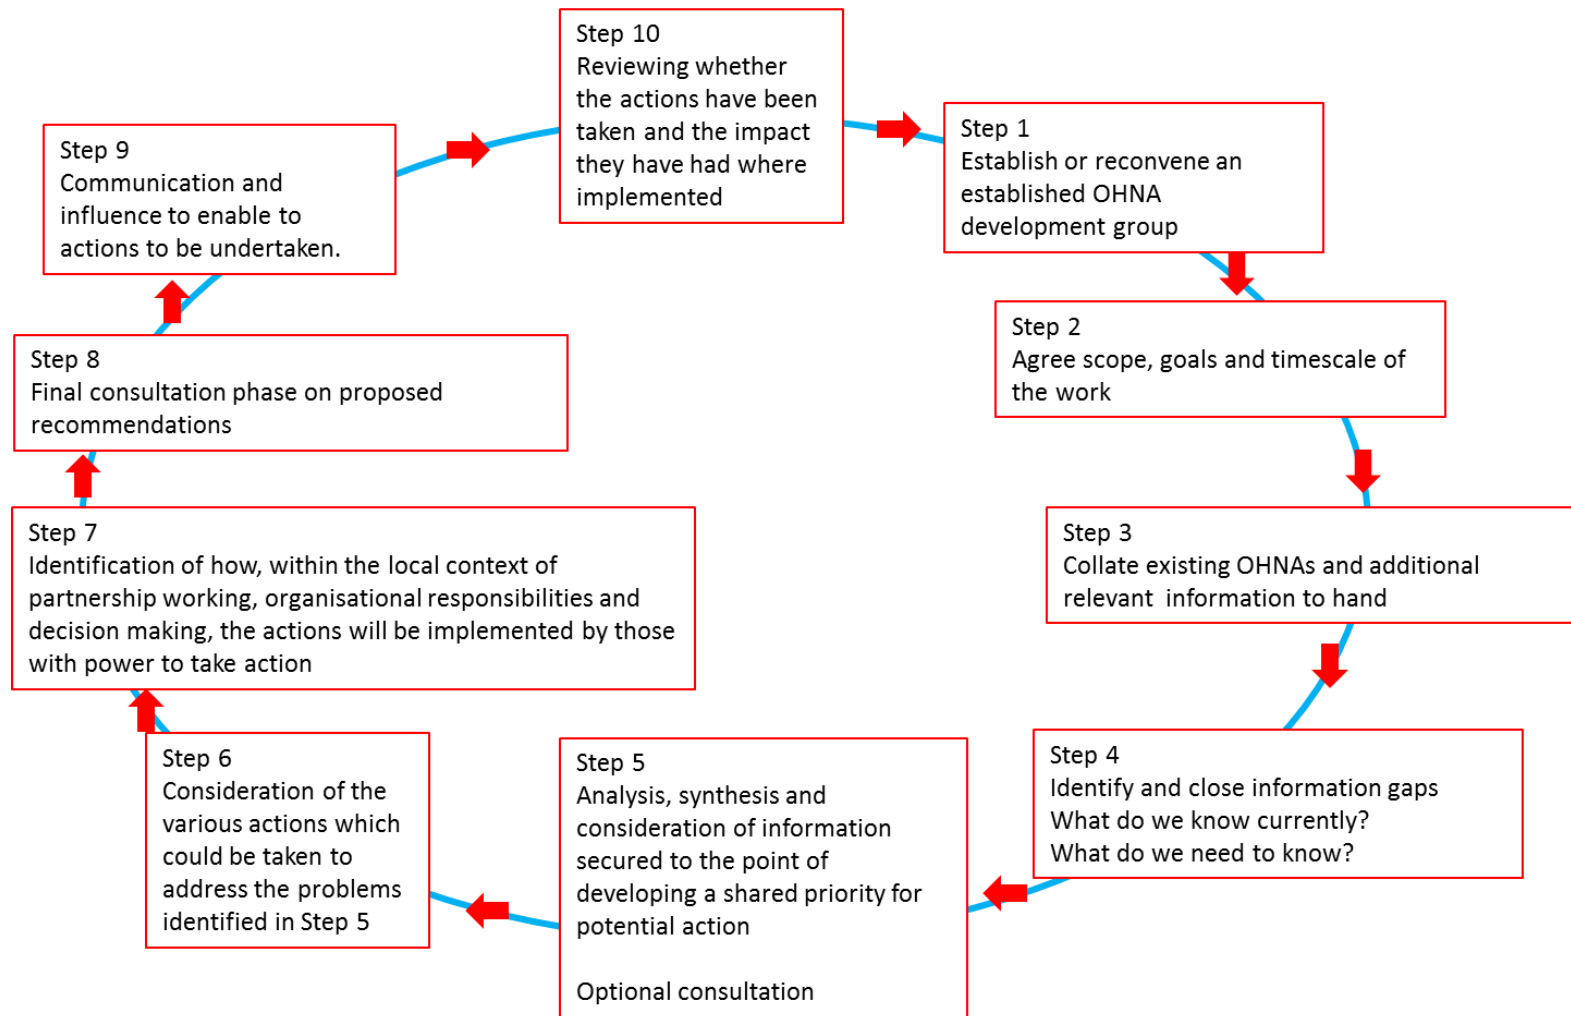 Step 10
Reviewing whether
the actions have been
taken and the impact
they have had where
implemented
Step 1
Establish or reconvene an
established OHNA
development group
Step 2
Agree scope, goals and timescale of
the work
Step 3
Collate existing OHNAs and additional
relevant information to hand
Step 4
Identify and close information gaps
What do we know currently?
What do we need to know?
Step 5
Analysis, synthesis and
consideration of information
secured to the point of
developing a shared priority for
potential action
Optional consultation
Step 6
Consideration of the
various actions which
could be taken to
address the problems
identified in Step 5
Step 7
Identification of how, within the local context of
partnership working, organisational responsibilities and
decision making, the actions will be implemented by those
with power to take action
Step 8
Final consultation phase on proposed
recommendations
Step 9
Communication and
influence to enable to
actions to be undertaken.